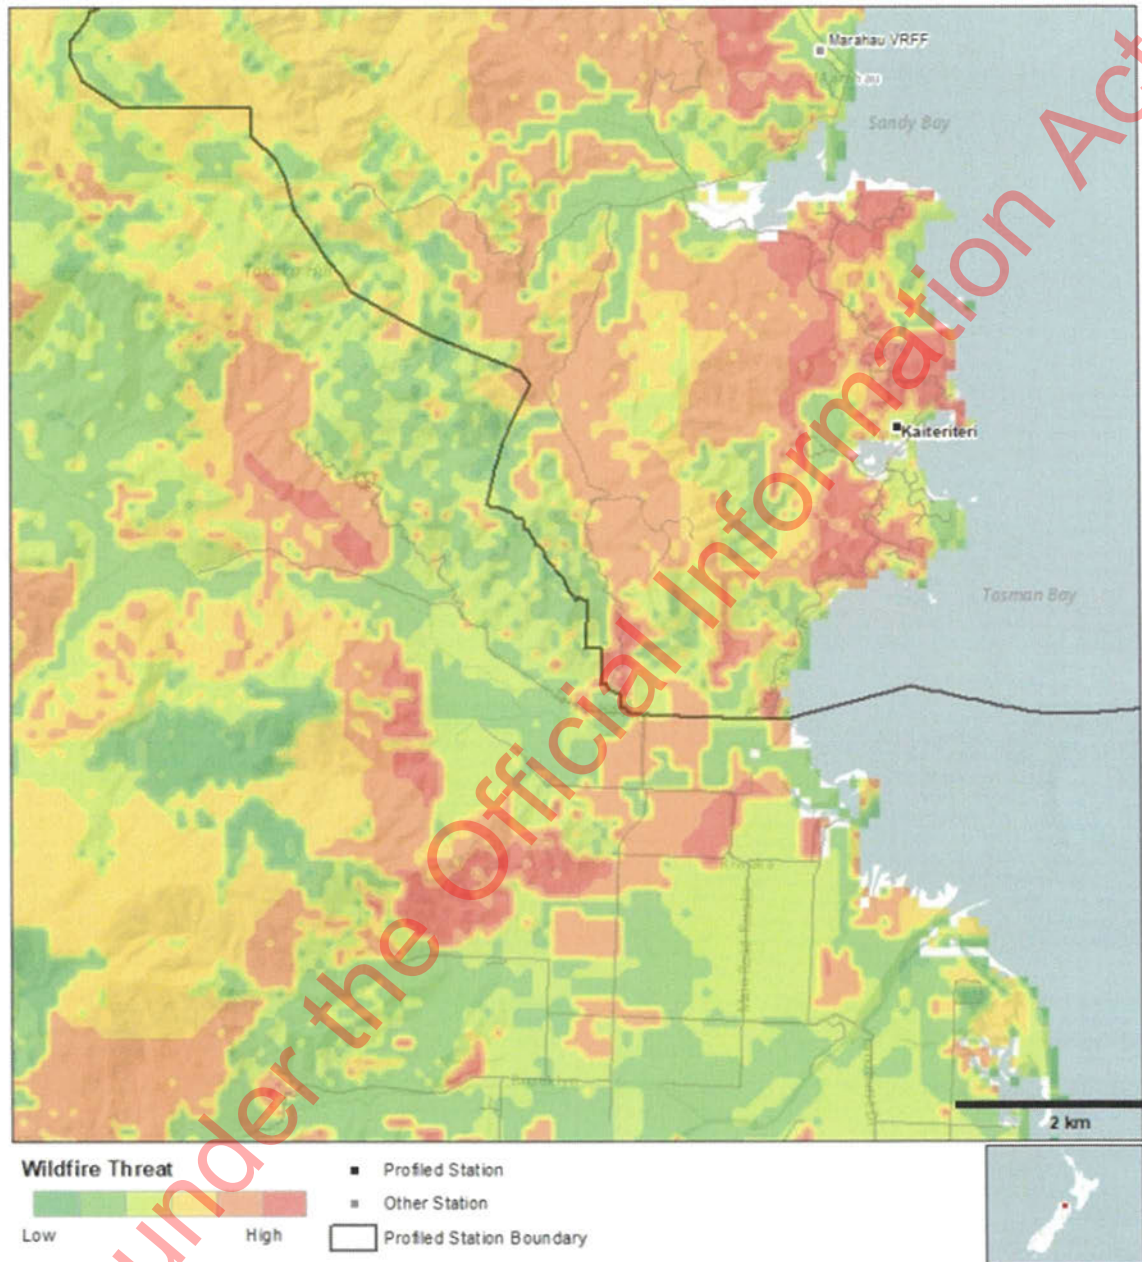 Marahau VRFF
Sandy Bay
Kaiteriteri
Tasman Bay
2 km
Wildfire Threat
Low
High
Profiled Station
Other Station
Profiled Station Boundary
under the Official Information Act